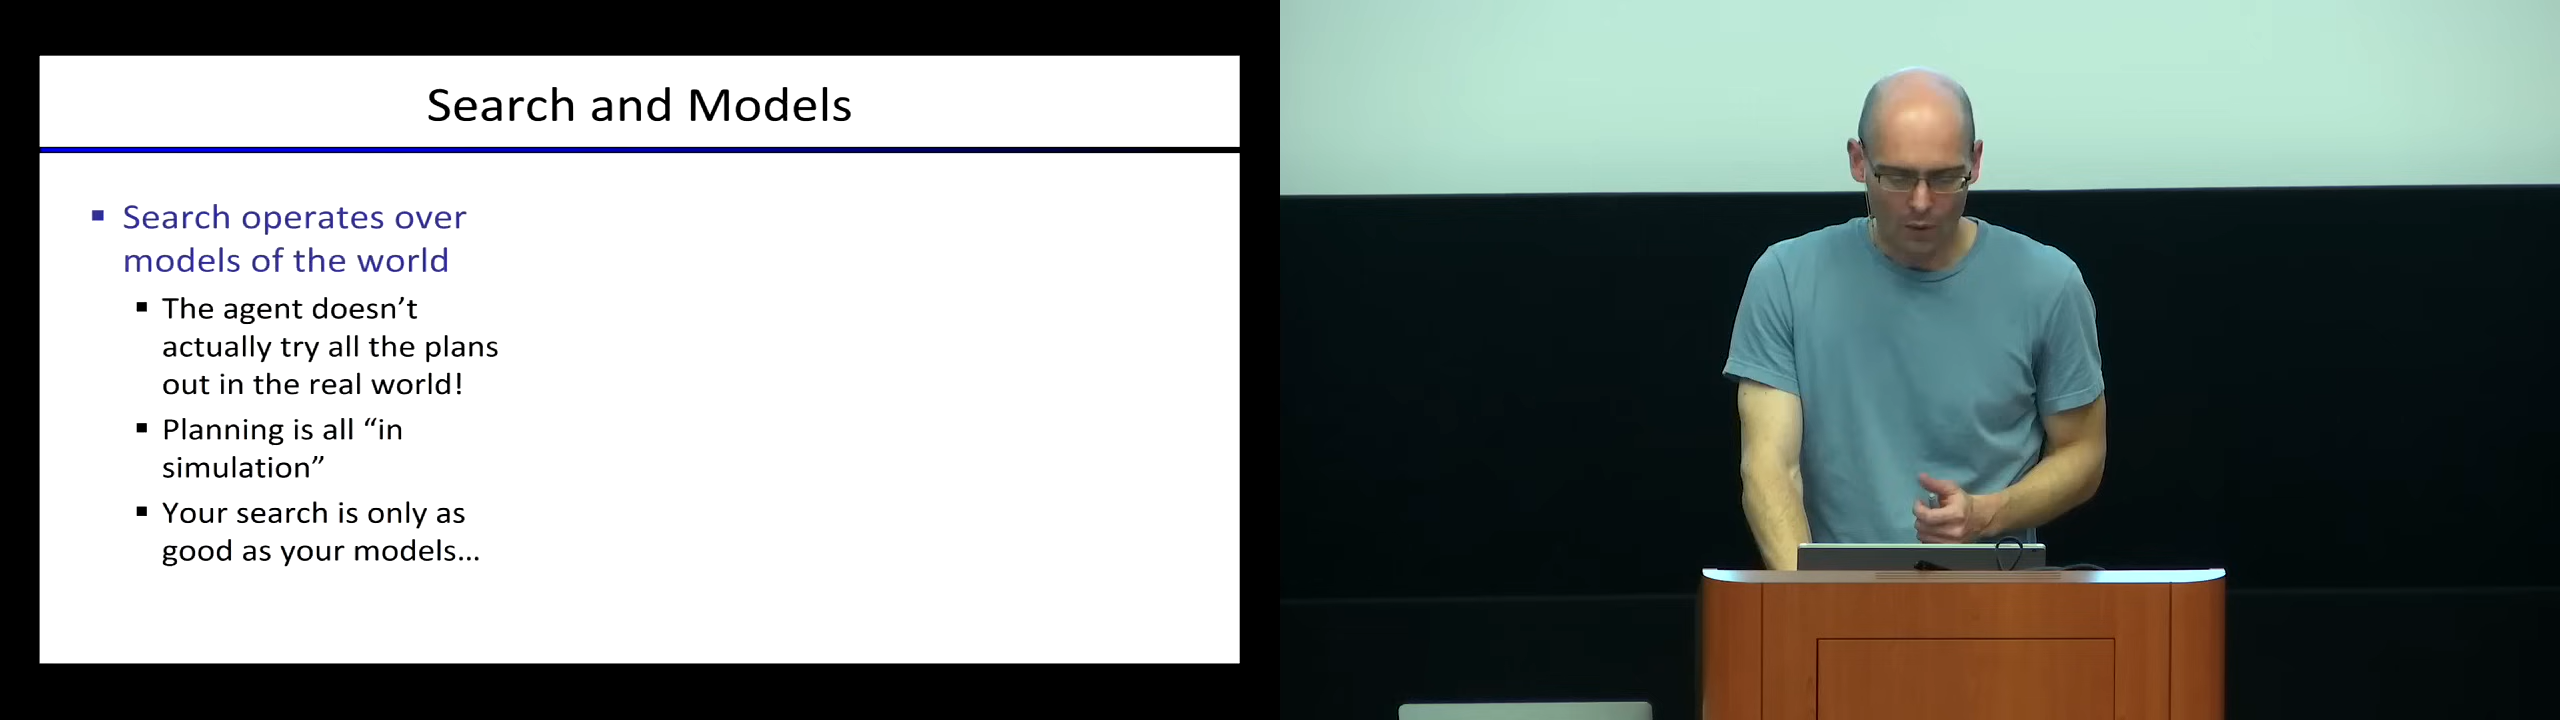 Search and Models
▪ Search operates over
models of the world
▪ The agent doesn’t
actually try all the plans
out in the real world!
▪ Planning is all “in
simulation”
▪ Your search is only as
good as your models...